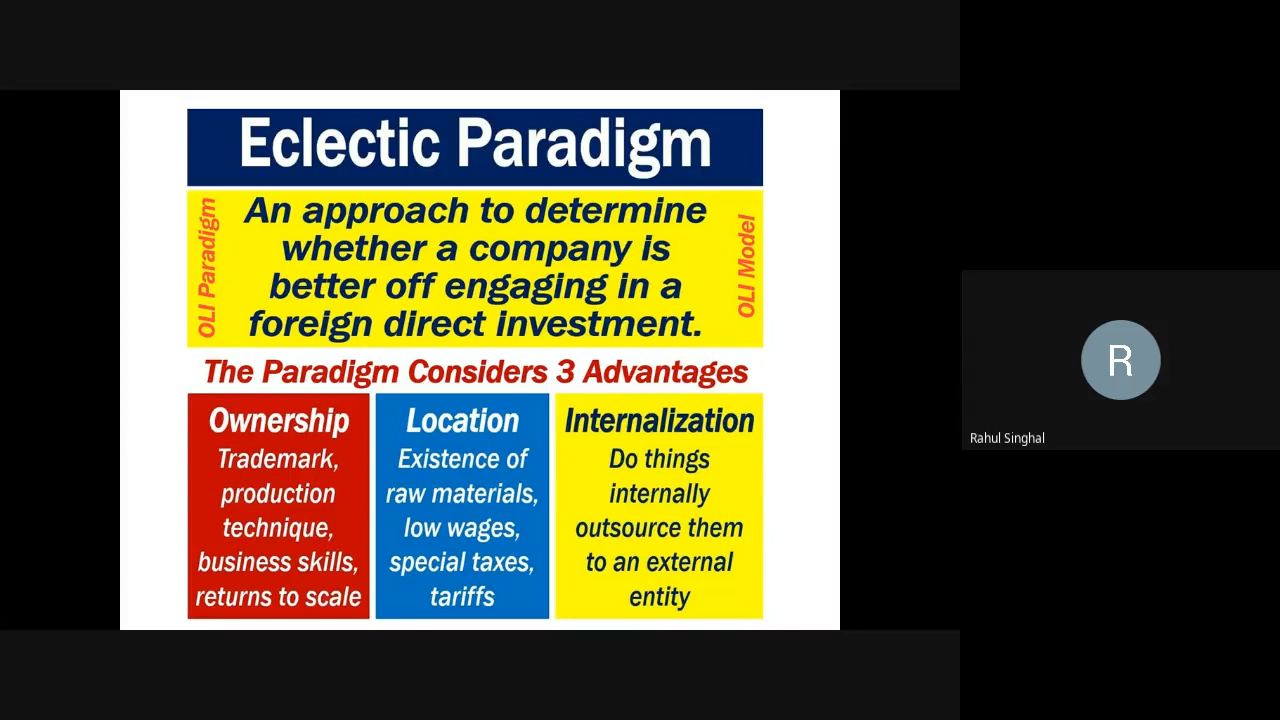 Eclectic Paradigm
OLI Paradigm
An approach to determine
whether a company is
better off engaging in a
foreign direct investment.
OLI Model
The Paradigm Considers 3 Advantages
Ownership
Trademark,
production
technique,
business skills,
returns to scale
Location
Existence of
raw materials,
low wages,
special taxes,
tariffs
Internalization
Do things
internally
outsource them
to an external
entity
R
Rahul Singhal